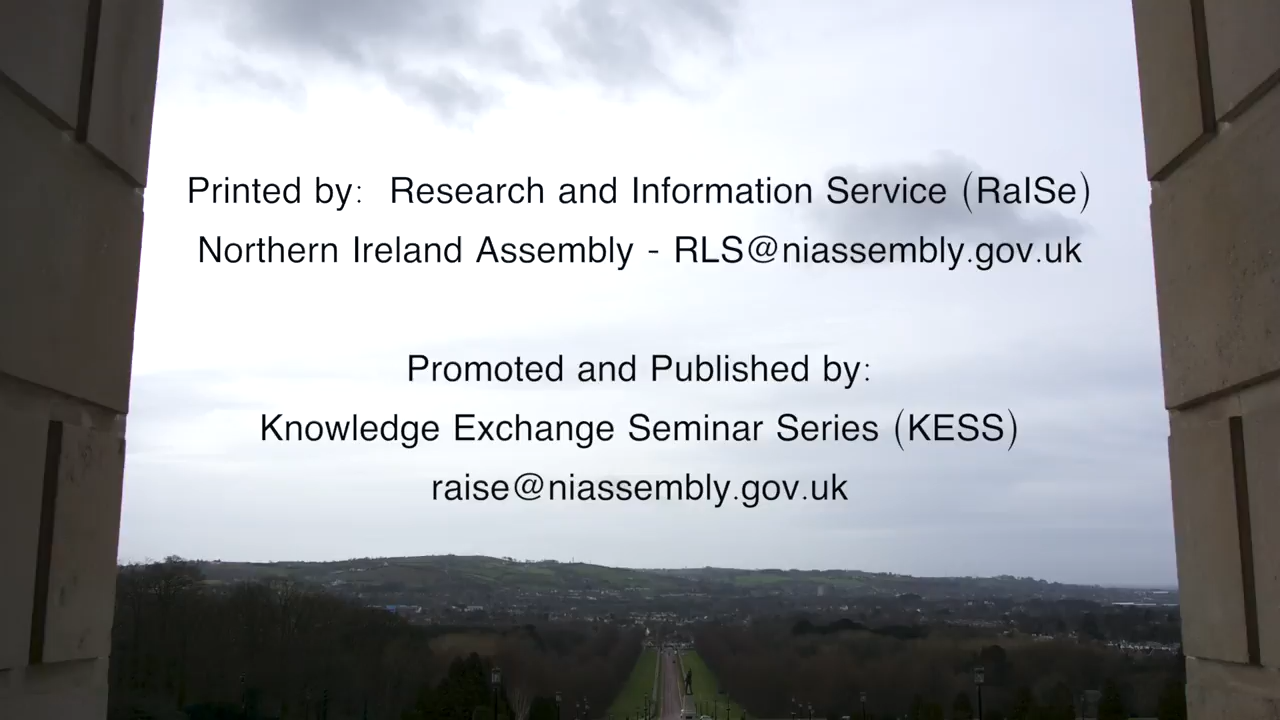 Printed by: Research and Information Service (RaISe)
Northern Ireland Assembly - RLS@niassembly.gov.uk
Promoted and Published by:
Knowledge Exchange Seminar Series (KESS)
raise@niassembly.gov.uk